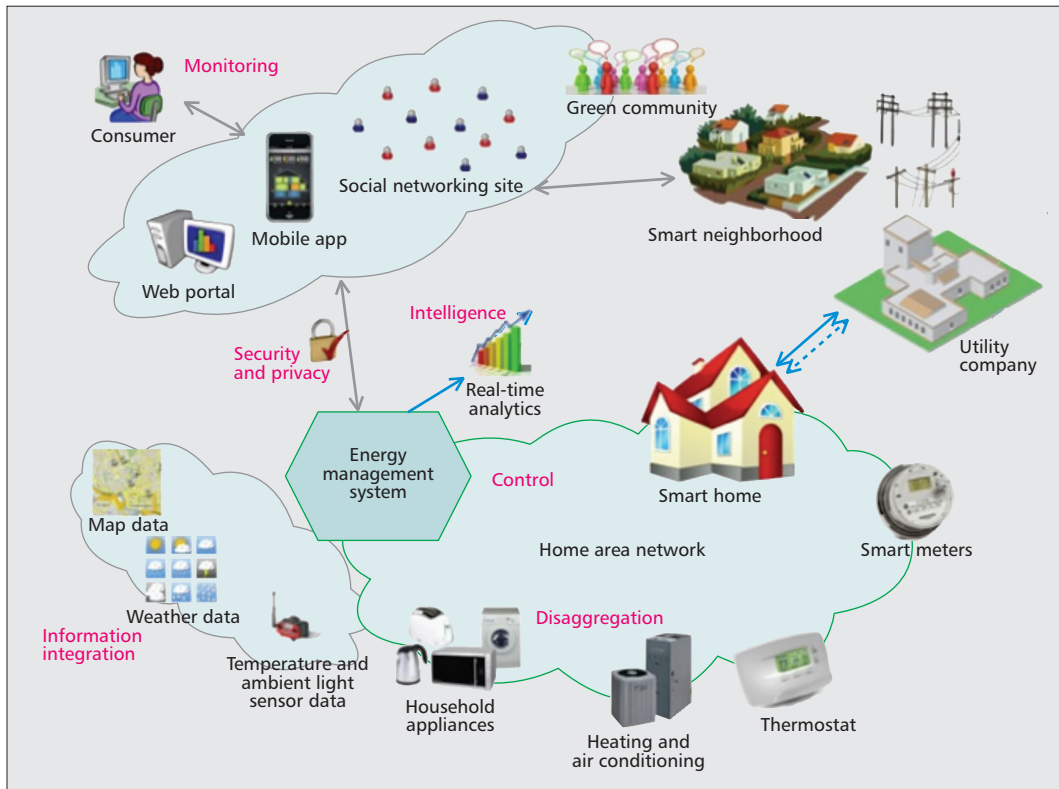 Monitoring
Consumer
Green community
Social networking site
Mobile app
Web portal
Smart neighborhood
Utility
company
Intelligence
Security
and privacy
Real-time
analytics
Energy
management
system
Control
Smart home
Map data
Home area network
Smart meters
Weather data
Disaggregation
Information
integration
Temperature and
ambient light
sensor data
Household
appliances
Thermostat
Heating and
air conditioning